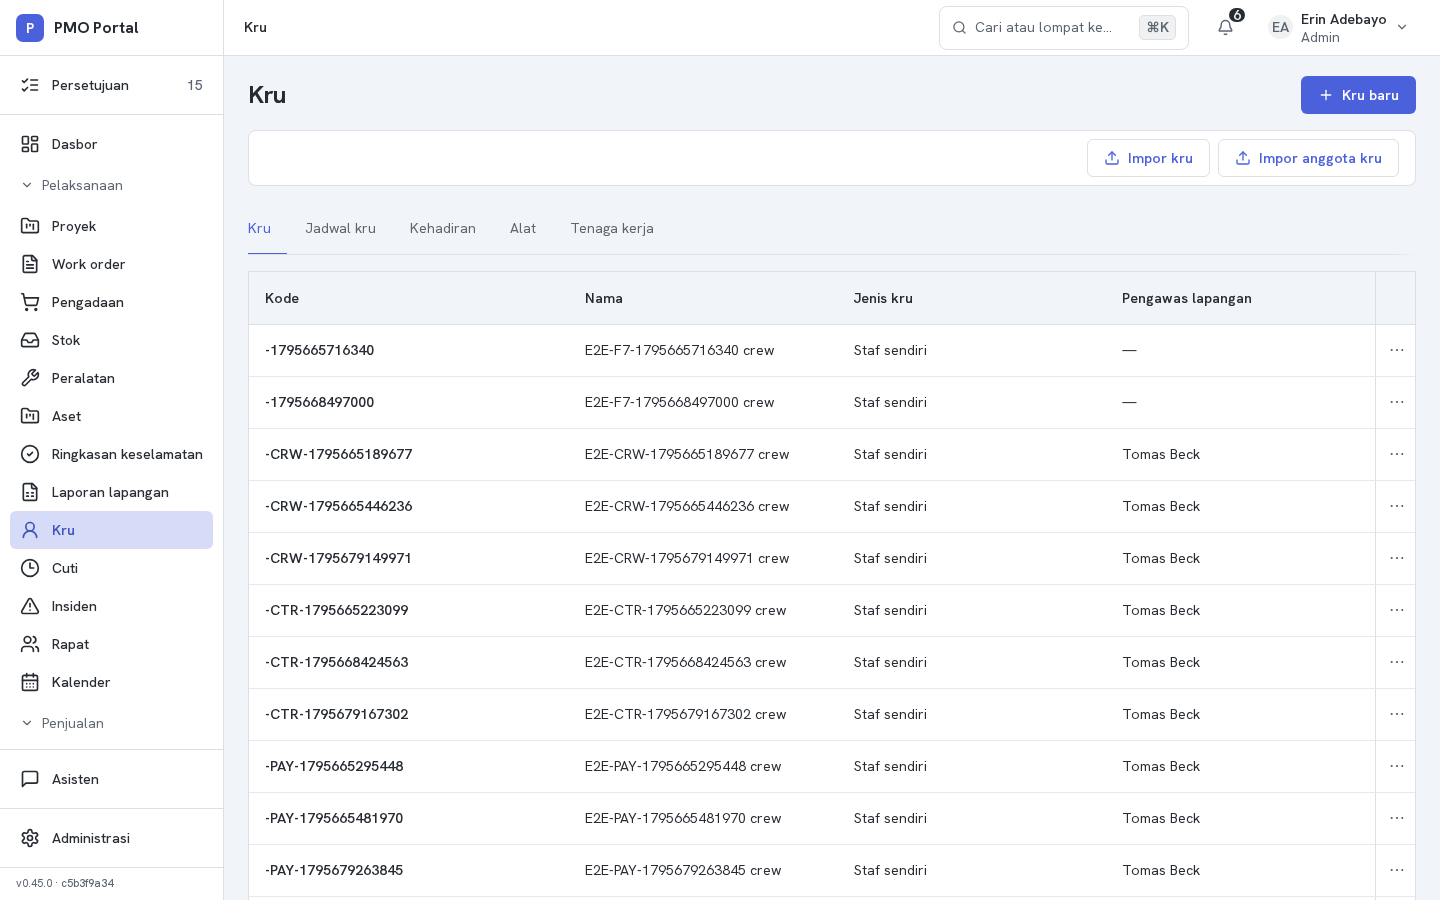 P PMO Portal
Kru
Cari atau lompat ke...
⌘K
6
EA
Erin Adebayo
Admin
Persetujuan 15
Dasbor
Pelaksanaan
Proyek
Work order
Pengadaan
Stok
Peralatan
Aset
Ringkasan keselamatan
Laporan lapangan
Kru
Cuti
Insiden
Rapat
Kalender
Penjualan
Asisten
Administrasi
v0.45.0 · c5b3f9a34
Kru
Kru baru
Impor kru
Impor anggota kru
Kru Jadwal kru Kehadiran Alat Tenaga kerja
Kode Nama Jenis kru Pengawas lapangan
-1795665716340 E2E-F7-1795665716340 crew Staf sendiri —
-1795668497000 E2E-F7-1795668497000 crew Staf sendiri —
-CRW-1795665189677 E2E-CRW-1795665189677 crew Staf sendiri Tomas Beck
-CRW-1795665446236 E2E-CRW-1795665446236 crew Staf sendiri Tomas Beck
-CRW-1795679149971 E2E-CRW-1795679149971 crew Staf sendiri Tomas Beck
-CTR-1795665223099 E2E-CTR-1795665223099 crew Staf sendiri Tomas Beck
-CTR-1795668424563 E2E-CTR-1795668424563 crew Staf sendiri Tomas Beck
-CTR-1795679167302 E2E-CTR-1795679167302 crew Staf sendiri Tomas Beck
-PAY-1795665295448 E2E-PAY-1795665295448 crew Staf sendiri Tomas Beck
-PAY-1795665481970 E2E-PAY-1795665481970 crew Staf sendiri Tomas Beck
-PAY-1795679263845 E2E-PAY-1795679263845 crew Staf sendiri Tomas Beck